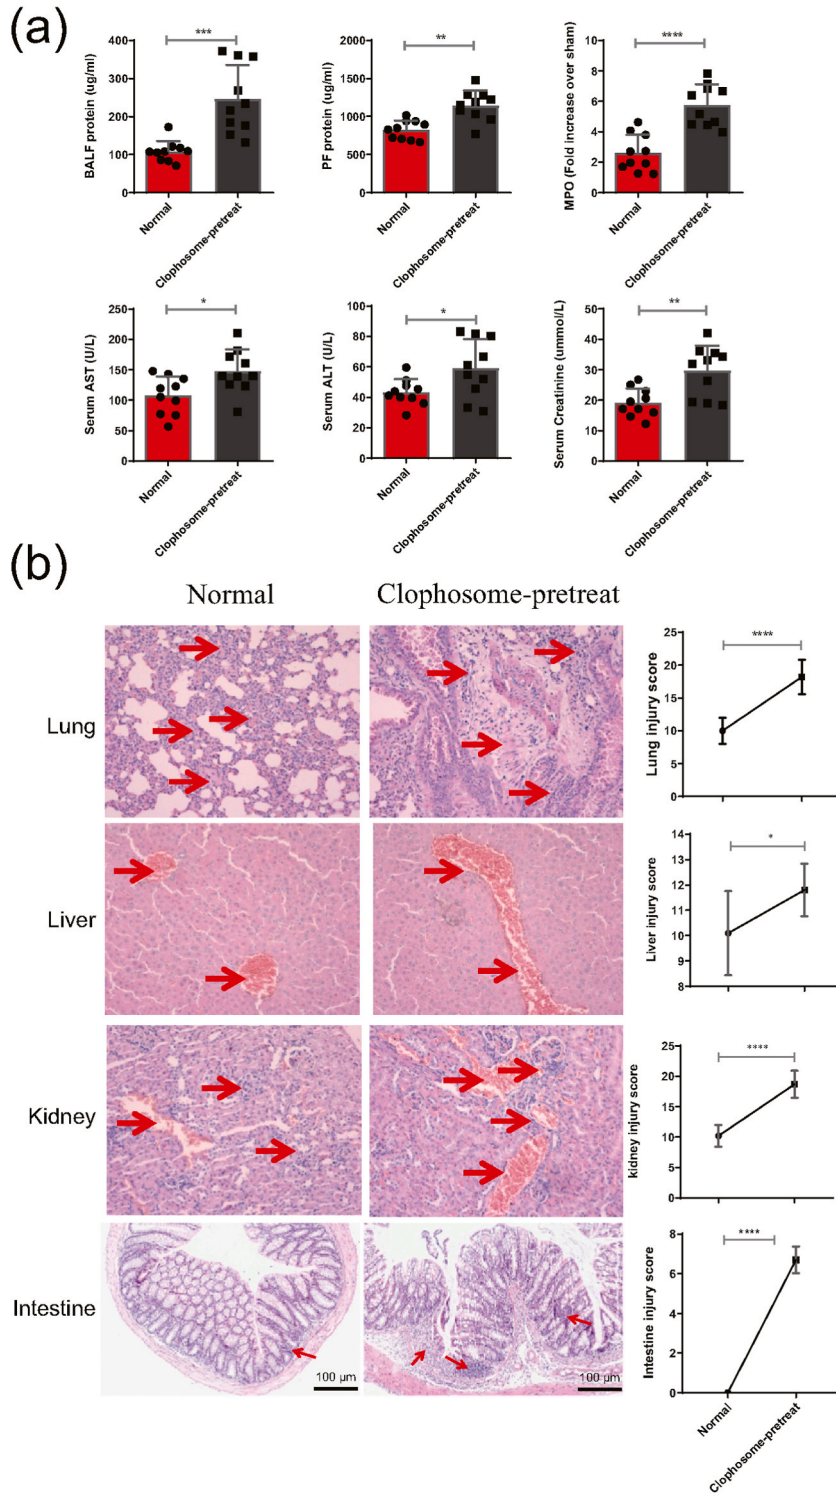 (a)
***
BALF protein (ug/ml)
400
300
200
100
0
Normal
Clophosome-pretreat
**
PF protein (ug/ml)
2000
1500
1000
500
0
Normal
Clophosome-pretreat
****
MPO (Fold increase over sham)
10
8
6
4
2
0
Normal
Clophosome-pretreat
*
Serum AST (U/L)
250
200
150
100
50
0
Normal
Clophosome-pretreat
*
Serum ALT (U/L)
100
80
60
40
20
0
Normal
Clophosome-pretreat
**
Serum Creatinine (ummol/L)
50
40
30
20
10
0
Normal
Clophosome-pretreat
(b)
Normal
Clophosome-pretreat
Lung
****
Lung injury score
25
20
15
10
5
0
Liver
*
Liver injury score
14
13
12
11
10
9
8
Kidney
****
kidney injury score
25
20
15
10
5
0
Intestine
100 μm
100 μm
****
Intestine injury score
8
6
4
2
0
Normal
Clophosome-pretreat